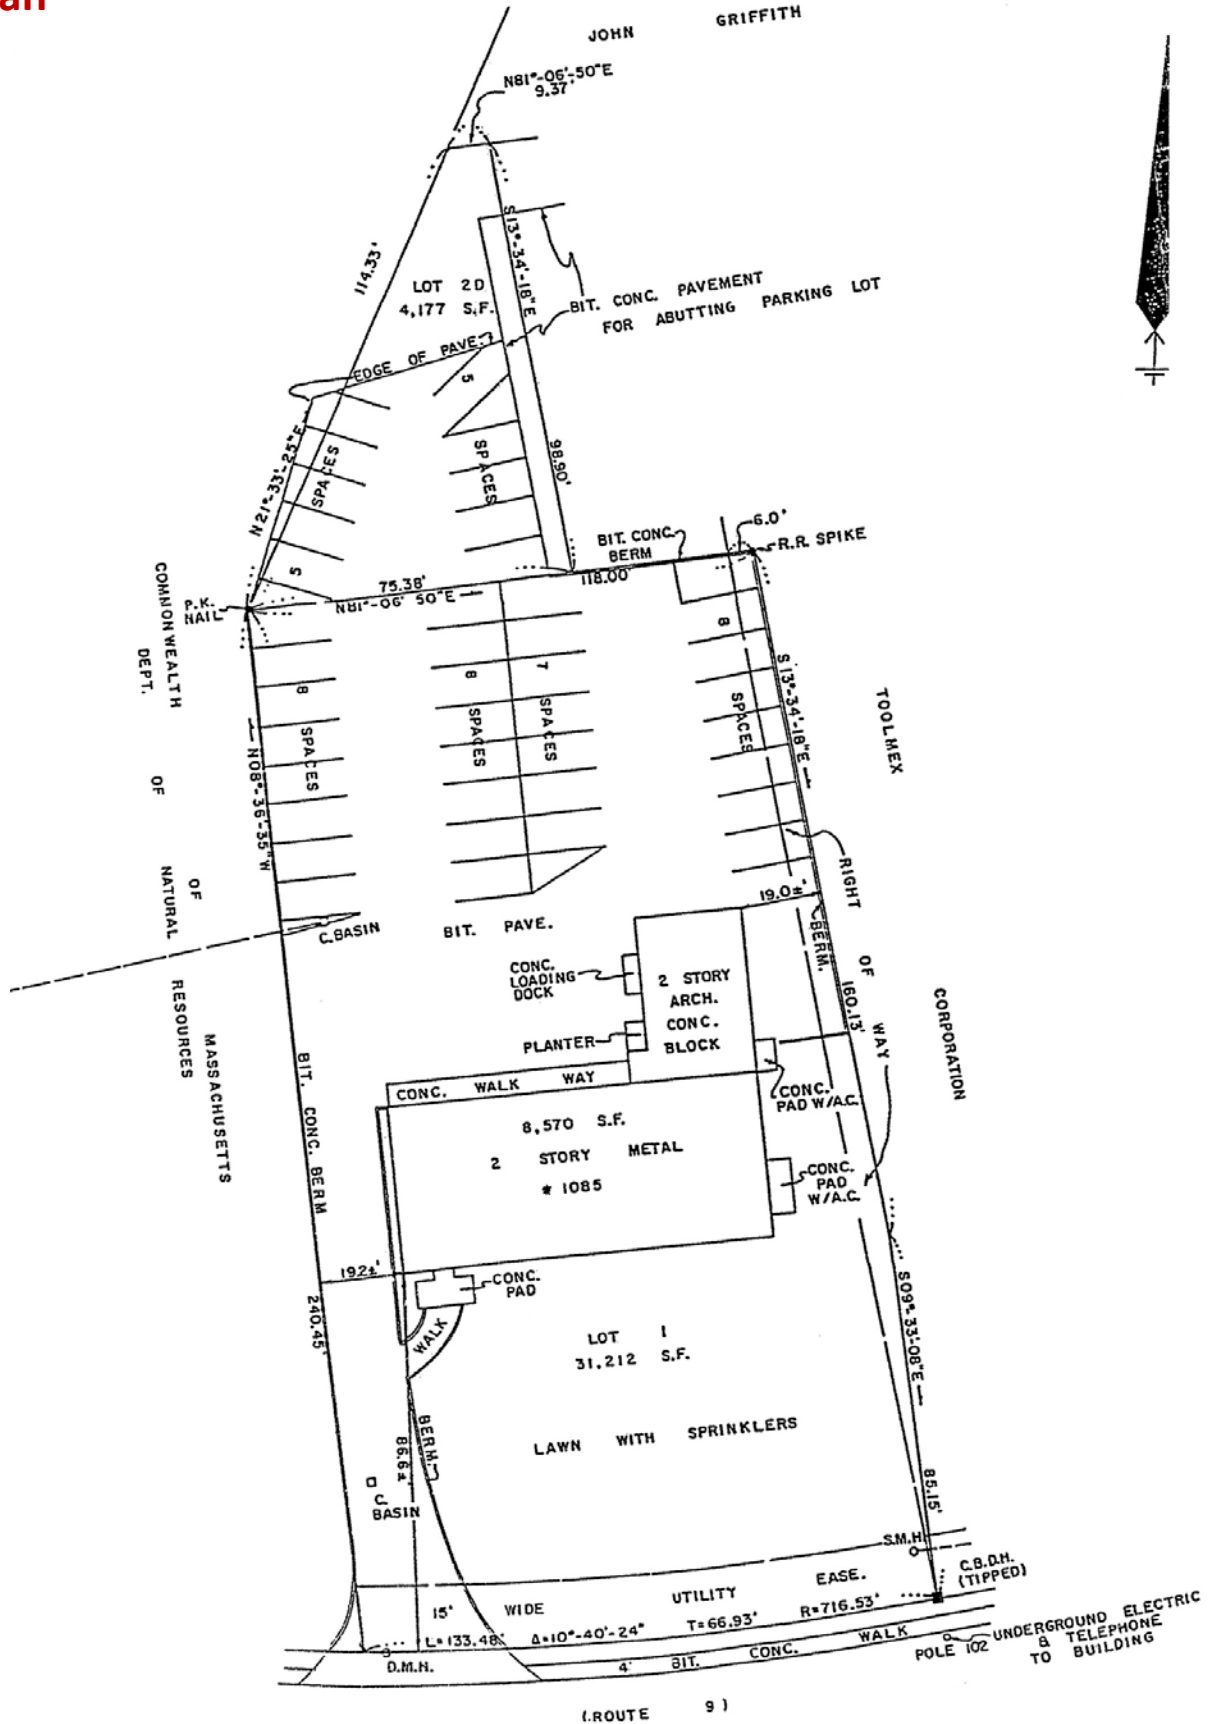 JOHN GRIFFITH
N81°-06'-50"E
9.37'
114.33'
S13°-34'-18"E
LOT 2D
4,177 S.F.
BIT. CONC. PAVEMENT
FOR ABUTTING PARKING LOT
EDGE OF PAVE.
5
SPACES
N21°-33'-25"E
5
SPACES
98.90'
BIT. CONC.
BERM
6.0'
R.R. SPIKE
P.K.
NAIL
75.38'
118.00'
N81°-06' 50"E
COMMONWEALTH OF MASSACHUSETTS
DEPT. OF NATURAL RESOURCES
8
SPACES
8
SPACES
7
SPACES
8
SPACES
S13°-34'-18"E
N08°-36'-35"W
TOOLMEX CORPORATION
RIGHT OF WAY
19.0±'
BERM.
160.13'
C.BASIN
BIT. PAVE.
CONC.
LOADING
DOCK
2 STORY
ARCH.
CONC.
BLOCK
PLANTER
CONC. WALK WAY
CONC.
PAD W/A.C.
8,570 S.F.
2 STORY METAL
# 1085
CONC.
PAD
W/A.C.
BIT. CONC. BERM
19.2±'
CONC.
PAD
WALK
240.45'
LOT 1
31,212 S.F.
S09°-33'-08"E
LAWN WITH SPRINKLERS
BERM.
86.6±'
C.
BASIN
85.15'
S.M.H.
C.B.D.H.
(TIPPED)
15' WIDE UTILITY EASE.
L=133.48' Δ=10°-40'-24" T=66.93' R=716.53'
D.M.H.
4' BIT. CONC. WALK
POLE 102
UNDERGROUND ELECTRIC
& TELEPHONE
TO BUILDING
(ROUTE 9)